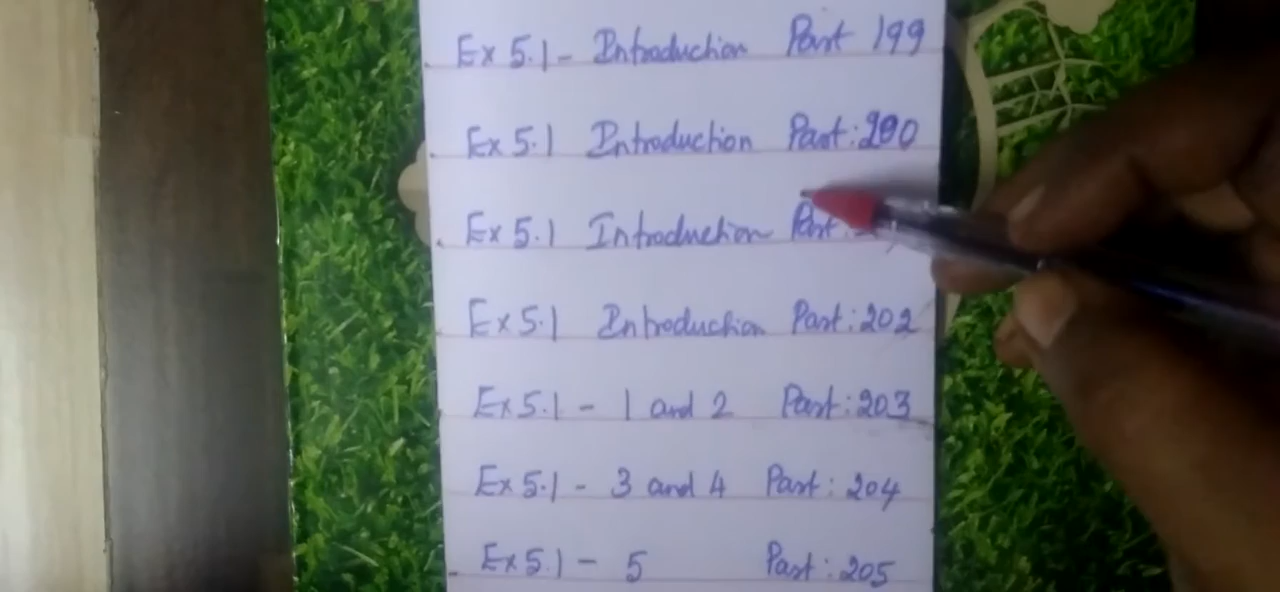 Ex 5.1 - Introduction Part 199
Ex 5.1 Introduction Part: 200
Ex 5.1 Introduction Part:
Ex 5.1 Introduction Part: 202
Ex 5.1 - 1 and 2 Part: 203
Ex 5.1 - 3 and 4 Part: 204
Ex 5.1 - 5 Part: 205